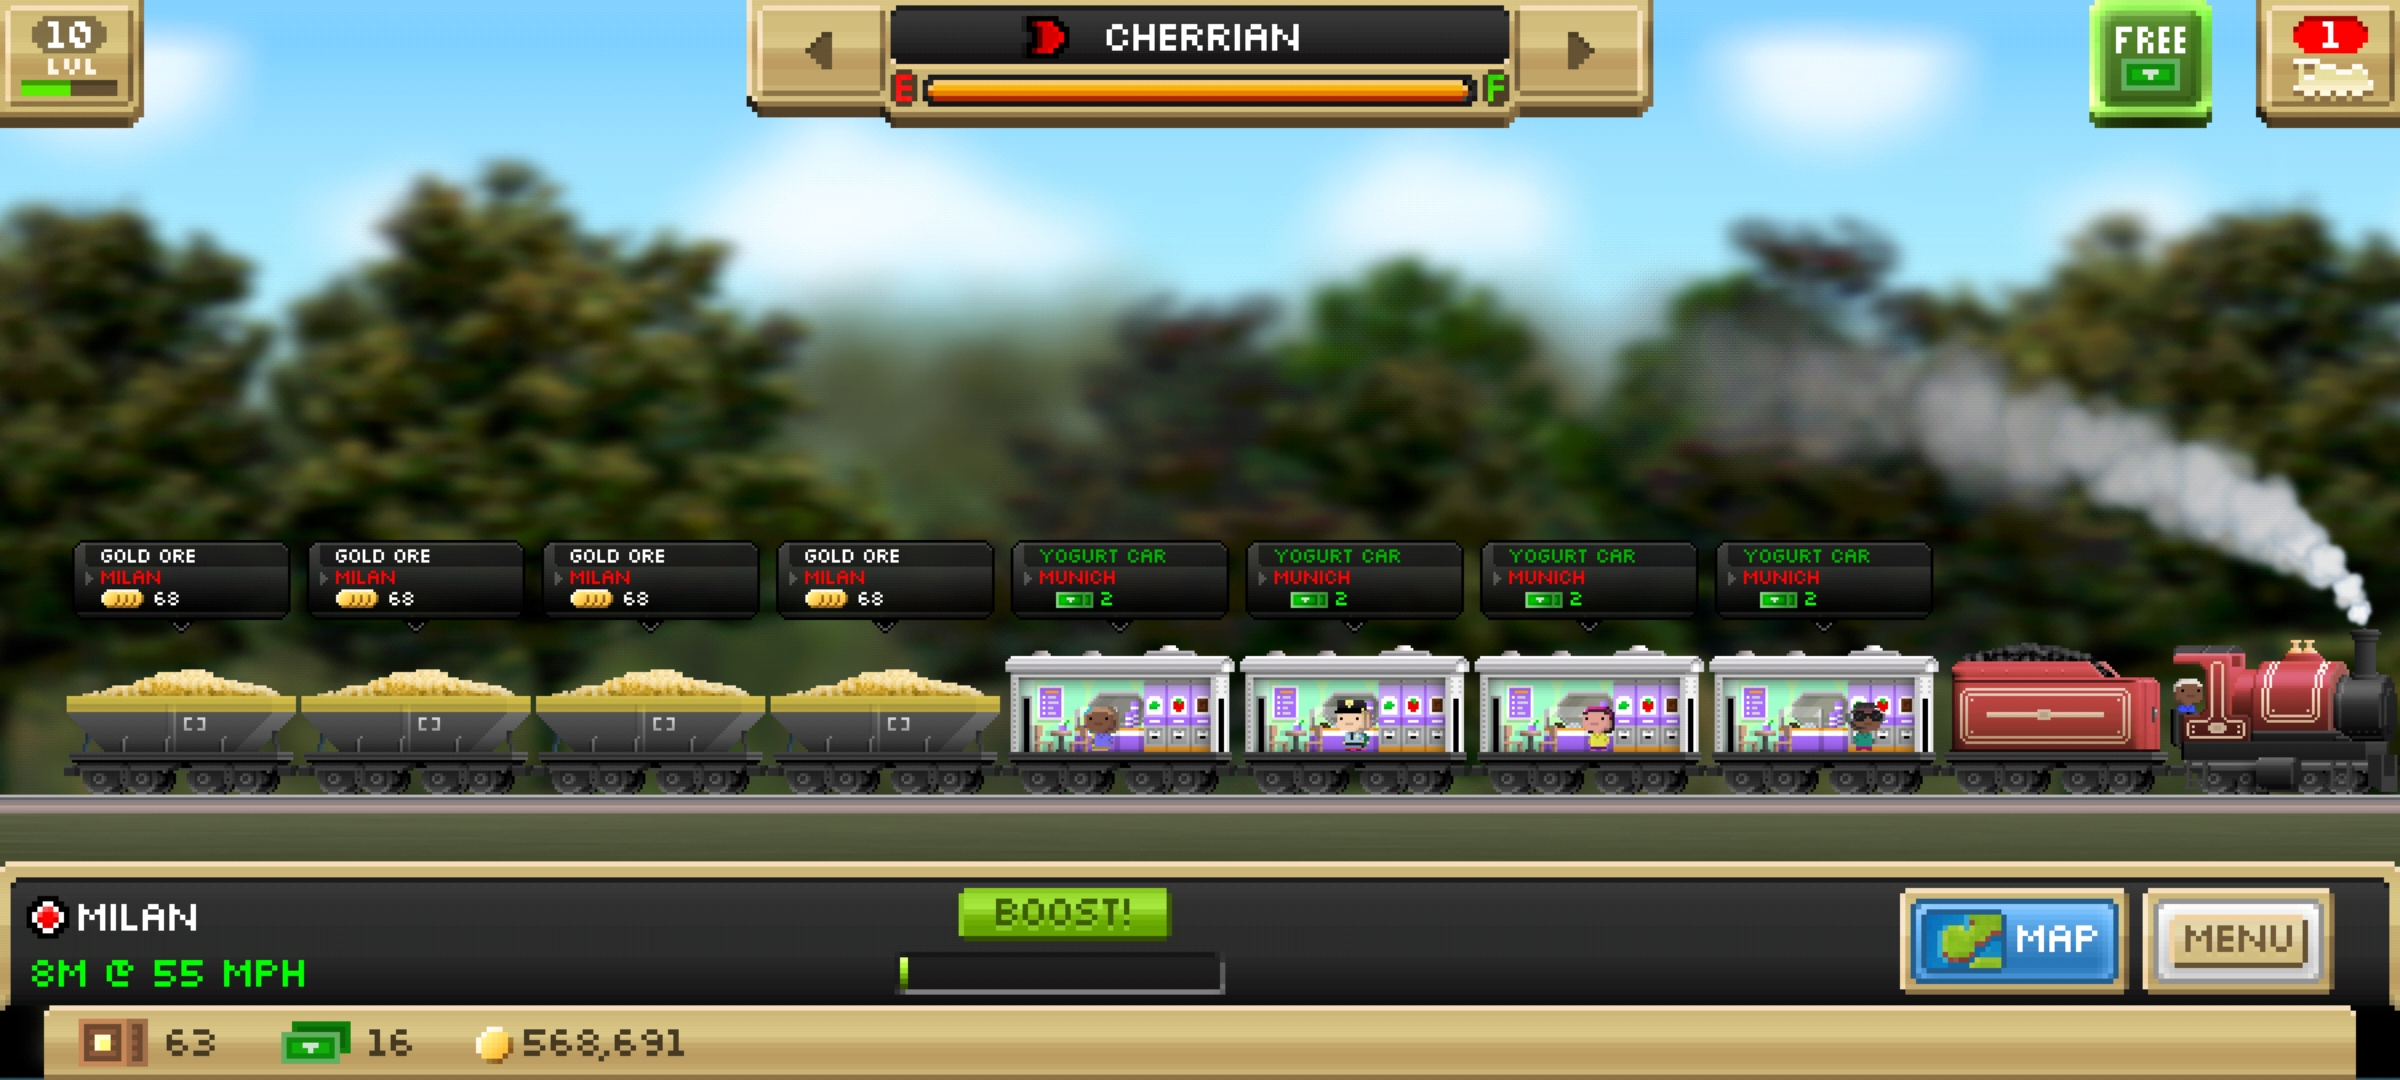 10
LVL
CHERRIAN
E F
FREE
1
GOLD ORE
MILAN
68
GOLD ORE
MILAN
68
GOLD ORE
MILAN
68
GOLD ORE
MILAN
68
YOGURT CAR
MUNICH
2
YOGURT CAR
MUNICH
2
YOGURT CAR
MUNICH
2
YOGURT CAR
MUNICH
2
MILAN
8M @ 55 MPH
BOOST!
MAP
MENU
63
16
568,691